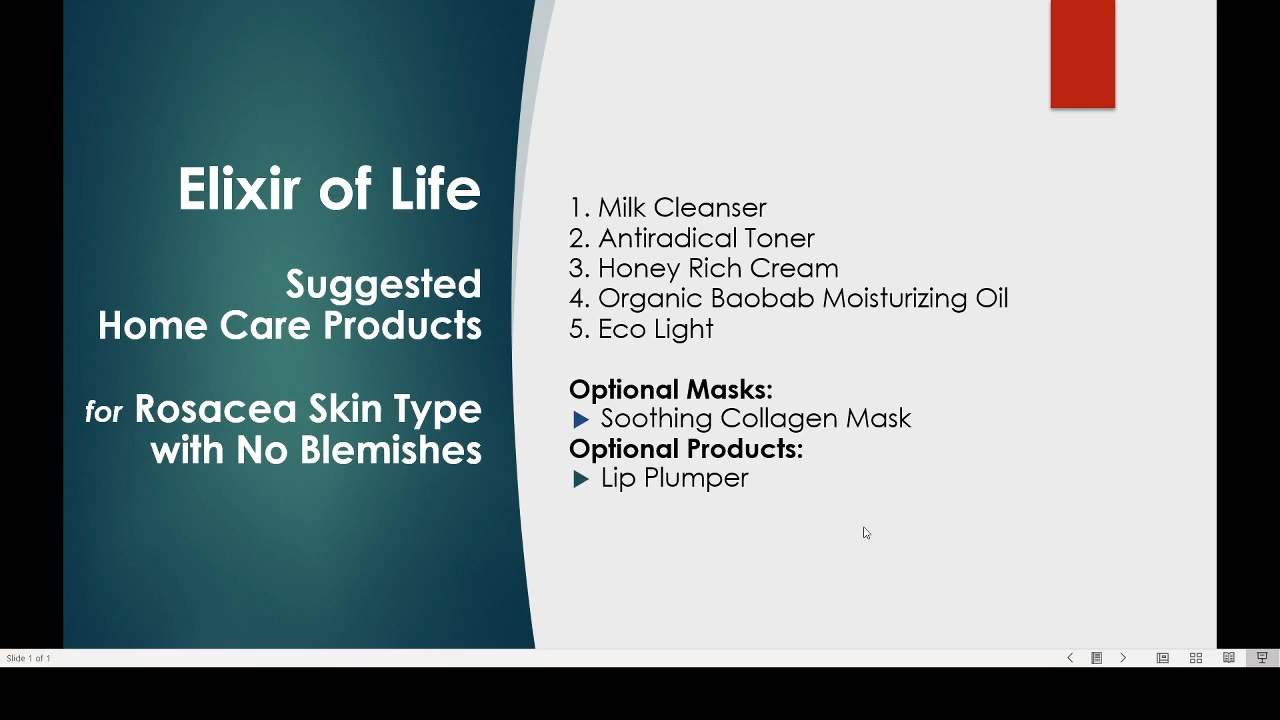 Elixir of Life
Suggested
Home Care Products
for Rosacea Skin Type
with No Blemishes
1. Milk Cleanser
2. Antiradical Toner
3. Honey Rich Cream
4. Organic Baobab Moisturizing Oil
5. Eco Light
Optional Masks:
Soothing Collagen Mask
Optional Products:
Lip Plumper
Slide 1 of 1